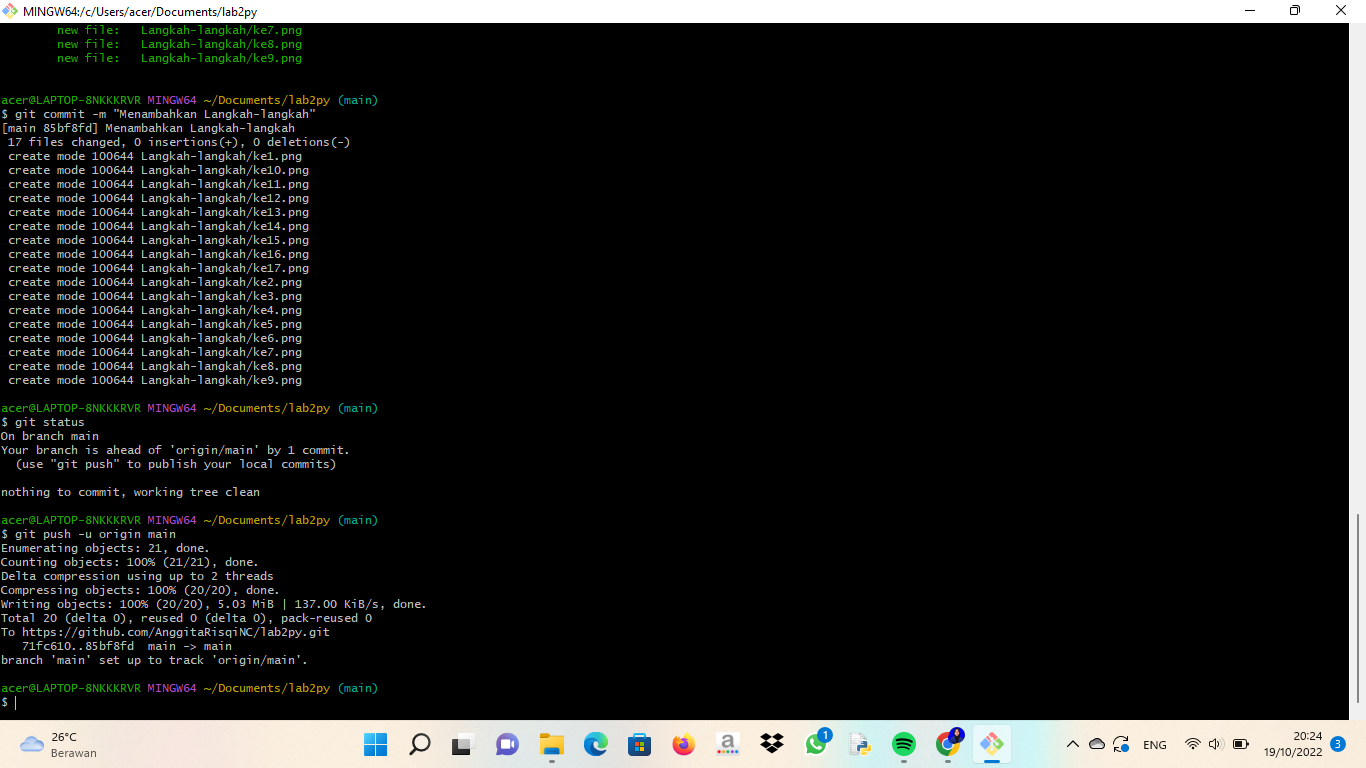 MINGW64:/c/Users/acer/Documents/lab2py
new file:   Langkah-langkah/ke7.png
new file:   Langkah-langkah/ke8.png
new file:   Langkah-langkah/ke9.png
acer@LAPTOP-8NKKKRVR MINGW64 ~/Documents/lab2py (main)
$ git commit -m "Menambahkan Langkah-langkah"
[main 85bf8fd] Menambahkan Langkah-langkah
 17 files changed, 0 insertions(+), 0 deletions(-)
 create mode 100644 Langkah-langkah/ke1.png
 create mode 100644 Langkah-langkah/ke10.png
 create mode 100644 Langkah-langkah/ke11.png
 create mode 100644 Langkah-langkah/ke12.png
 create mode 100644 Langkah-langkah/ke13.png
 create mode 100644 Langkah-langkah/ke14.png
 create mode 100644 Langkah-langkah/ke15.png
 create mode 100644 Langkah-langkah/ke16.png
 create mode 100644 Langkah-langkah/ke17.png
 create mode 100644 Langkah-langkah/ke2.png
 create mode 100644 Langkah-langkah/ke3.png
 create mode 100644 Langkah-langkah/ke4.png
 create mode 100644 Langkah-langkah/ke5.png
 create mode 100644 Langkah-langkah/ke6.png
 create mode 100644 Langkah-langkah/ke7.png
 create mode 100644 Langkah-langkah/ke8.png
 create mode 100644 Langkah-langkah/ke9.png
acer@LAPTOP-8NKKKRVR MINGW64 ~/Documents/lab2py (main)
$ git status
On branch main
Your branch is ahead of 'origin/main' by 1 commit.
  (use "git push" to publish your local commits)
nothing to commit, working tree clean
acer@LAPTOP-8NKKKRVR MINGW64 ~/Documents/lab2py (main)
$ git push -u origin main
Enumerating objects: 21, done.
Counting objects: 100% (21/21), done.
Delta compression using up to 2 threads
Compressing objects: 100% (20/20), done.
Writing objects: 100% (20/20), 5.03 MiB | 137.00 KiB/s, done.
Total 20 (delta 0), reused 0 (delta 0), pack-reused 0
To https://github.com/AnggitaRisqiNC/lab2py.git
   71fc610..85bf8fd  main -> main
branch 'main' set up to track 'origin/main'.
acer@LAPTOP-8NKKKRVR MINGW64 ~/Documents/lab2py (main)
$
26°C
Berawan
a
1
ENG
20:24
19/10/2022
3